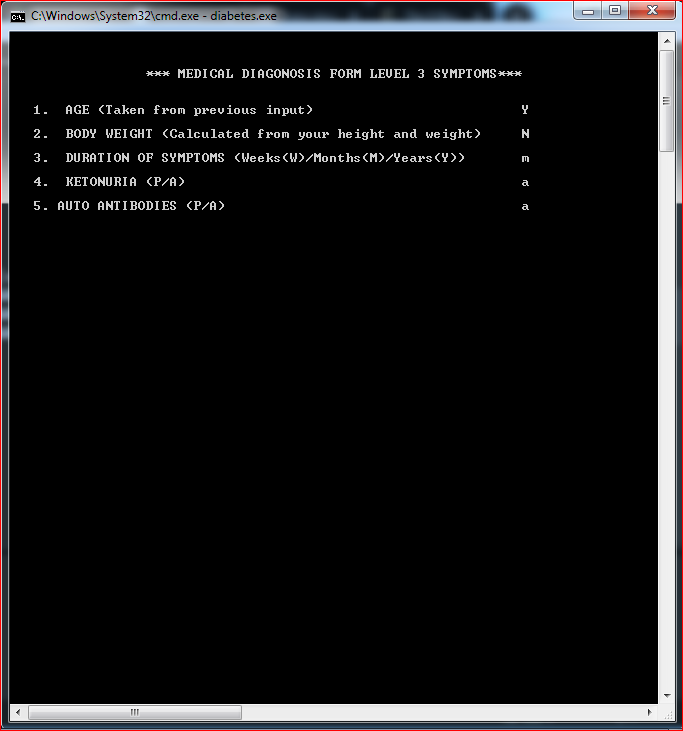 C:\Windows\System32\cmd.exe - diabetes.exe
*** MEDICAL DIAGONOSIS FORM LEVEL 3 SYMPTOMS***
1. AGE (Taken from previous input) Y
2. BODY WEIGHT (Calculated from your height and weight) N
3. DURATION OF SYMPTOMS (Weeks(W)/Months(M)/Years(Y)) m
4. KETONURIA (P/A) a
5. AUTO ANTIBODIES (P/A) a